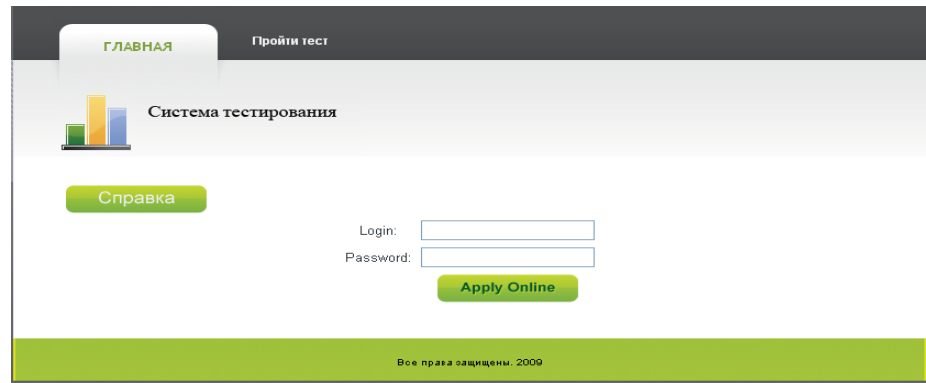 ГЛАВНАЯ
Пройти тест
Система тестирования
Справка
Login:
Password:
Apply Online
Все права защищены. 2009